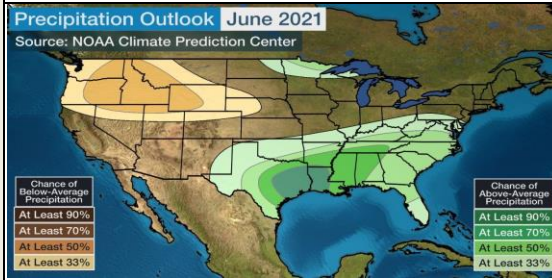 Precipitation Outlook June 2021
Source: NOAA Climate Prediction Center
Chance of
Below-Average
Precipitation
At Least 90%
At Least 70%
At Least 50%
At Least 33%
Chance of
Above-Average
Precipitation
At Least 90%
At Least 70%
At Least 50%
At Least 33%